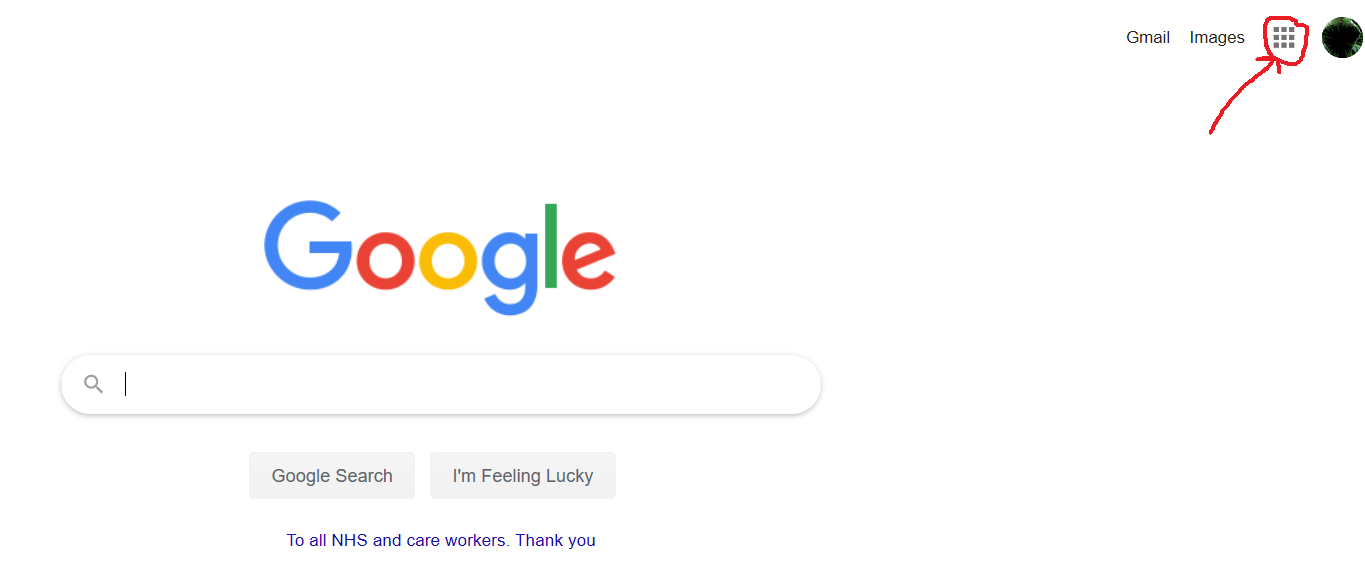 Gmail Images
Google
Google Search I'm Feeling Lucky
To all NHS and care workers. Thank you